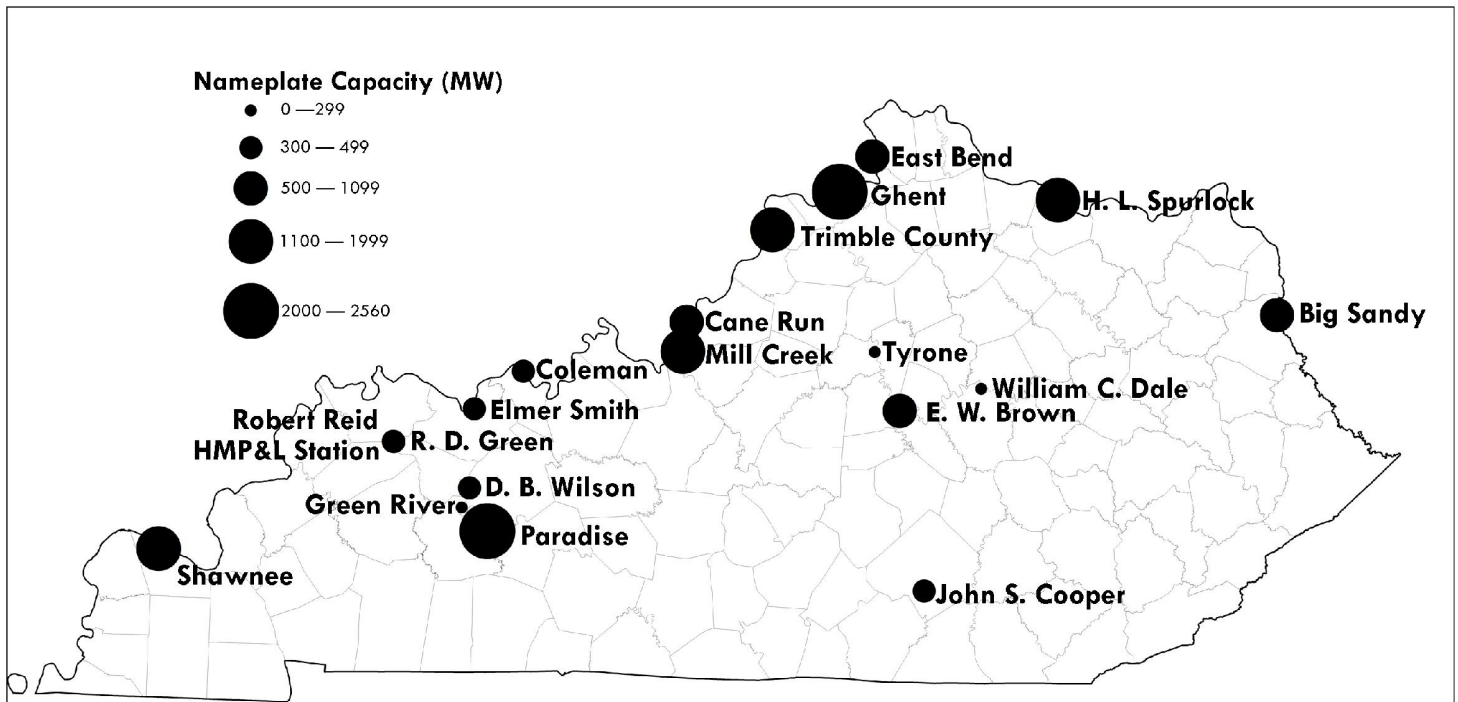 Nameplate Capacity (MW)
0 — 299
300 — 499
500 — 1099
1100 — 1999
2000 — 2560
East Bend
Ghent
H. L. Spurlock
Trimble County
Cane Run
Big Sandy
Mill Creek
Tyrone
Coleman
William C. Dale
Elmer Smith
E. W. Brown
Robert Reid
HMP&L Station
R. D. Green
D. B. Wilson
Green River
Paradise
Shawnee
John S. Cooper